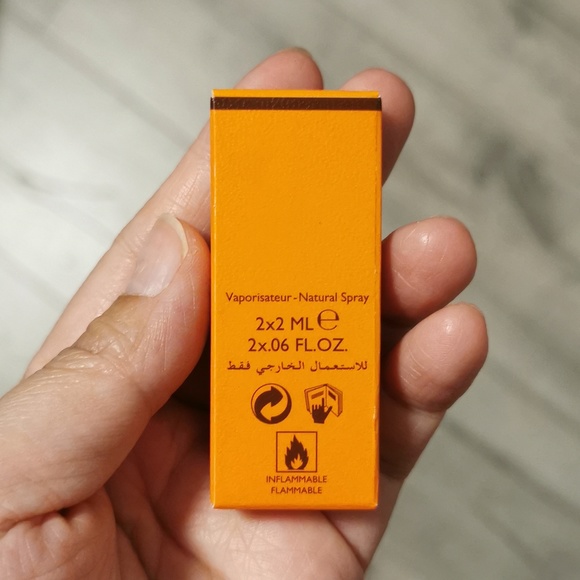 Vaporisateur - Natural Spray
2x2 ML ℮
2x.06 FL.OZ.
للاستعمال الخارجي فقط
INFLAMMABLE
FLAMMABLE